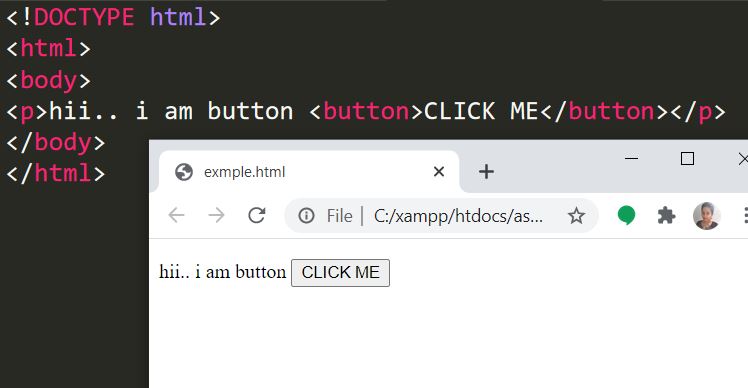 <!DOCTYPE html>
<html>
<body>
<p>hii.. i am button <button>CLICK ME</button></p>
</body>
</html>
exmple.html
File | C:/xampp/htdocs/as...
hii.. i am button CLICK ME